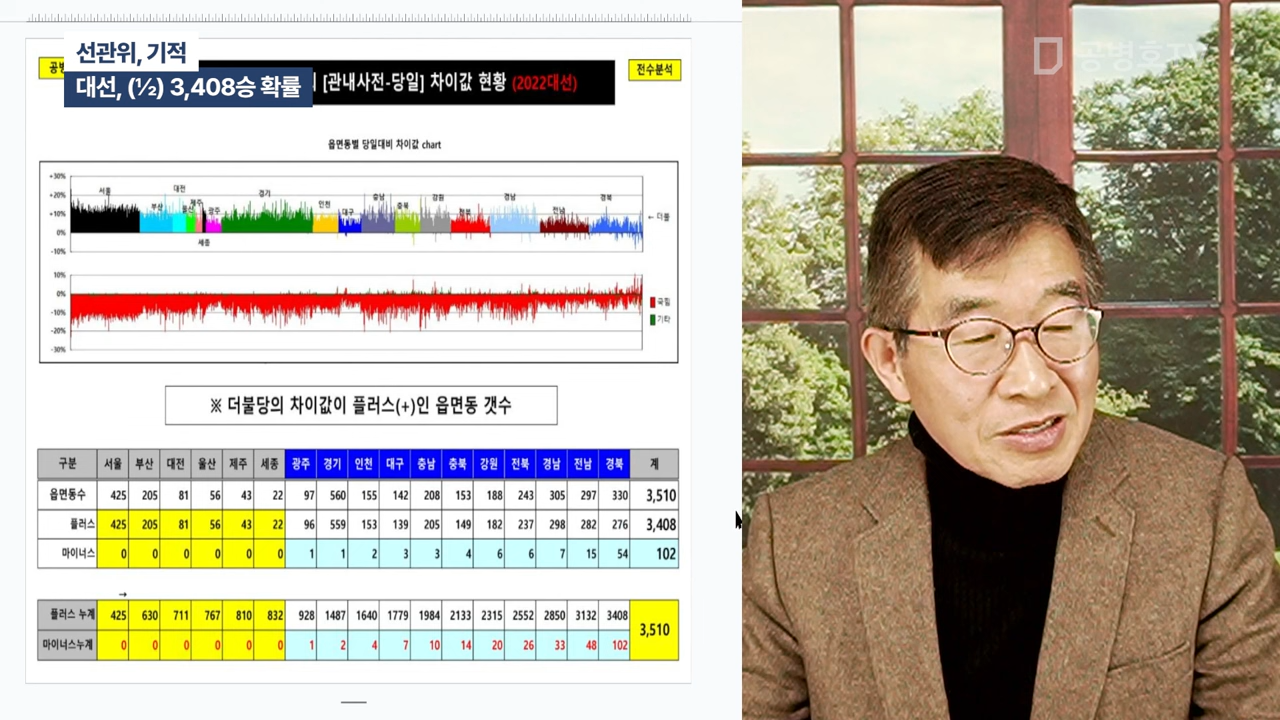 선관위, 기적
대선, (½) 3,408승 확률
[관내사전-당일] 차이값 현황 (2022대선)
전수분석
공병호TV
읍면동별 당일대비 차이값 chart
+30%
+20%
+10%
0%
-10%
서울
부산
대전
울산
제주
세종
광주
경기
인천
대구
충남
충북
강원
전북
경남
전남
경북
← 더불
10%
0%
-10%
-20%
-30%
국힘
기타
※ 더불당의 차이값이 플러스(+)인 읍면동 갯수
구분 서울 부산 대전 울산 제주 세종 광주 경기 인천 대구 충남 충북 강원 전북 경남 전남 경북 계
읍면동수 425 205 81 56 43 22 97 560 155 142 208 153 188 243 305 297 330 3,510
플러스 425 205 81 56 43 22 96 559 153 139 205 149 182 237 298 282 276 3,408
마이너스 0 0 0 0 0 0 1 1 2 3 3 4 6 6 7 15 54 102
→
플러스 누계 425 630 711 767 810 832 928 1487 1640 1779 1984 2133 2315 2552 2850 3132 3408 3,510
마이너스누계 0 0 0 0 0 0 1 2 4 7 10 14 20 26 33 48 102